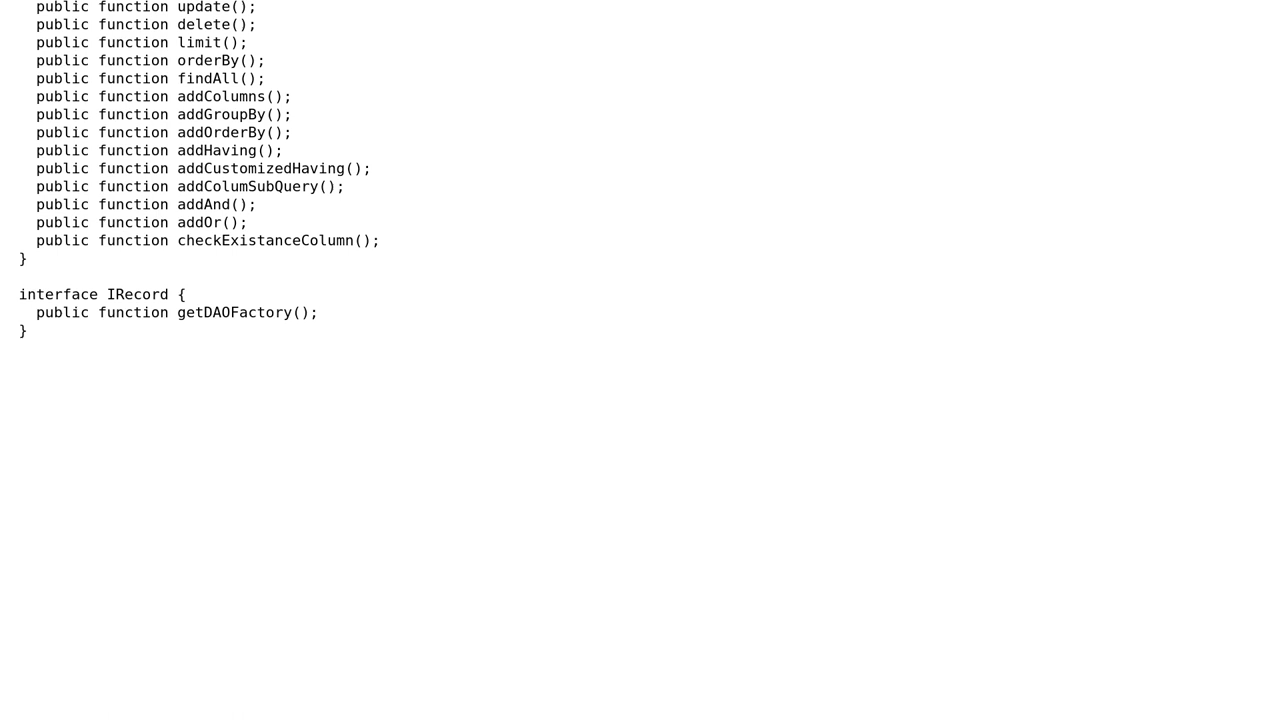 public function update();
public function delete();
public function limit();
public function orderBy();
public function findAll();
public function addColumns();
public function addGroupBy();
public function addOrderBy();
public function addHaving();
public function addCustomizedHaving();
public function addColumSubQuery();
public function addAnd();
public function addOr();
public function checkExistanceColumn();
}

interface IRecord {
public function getDAOFactory();
}